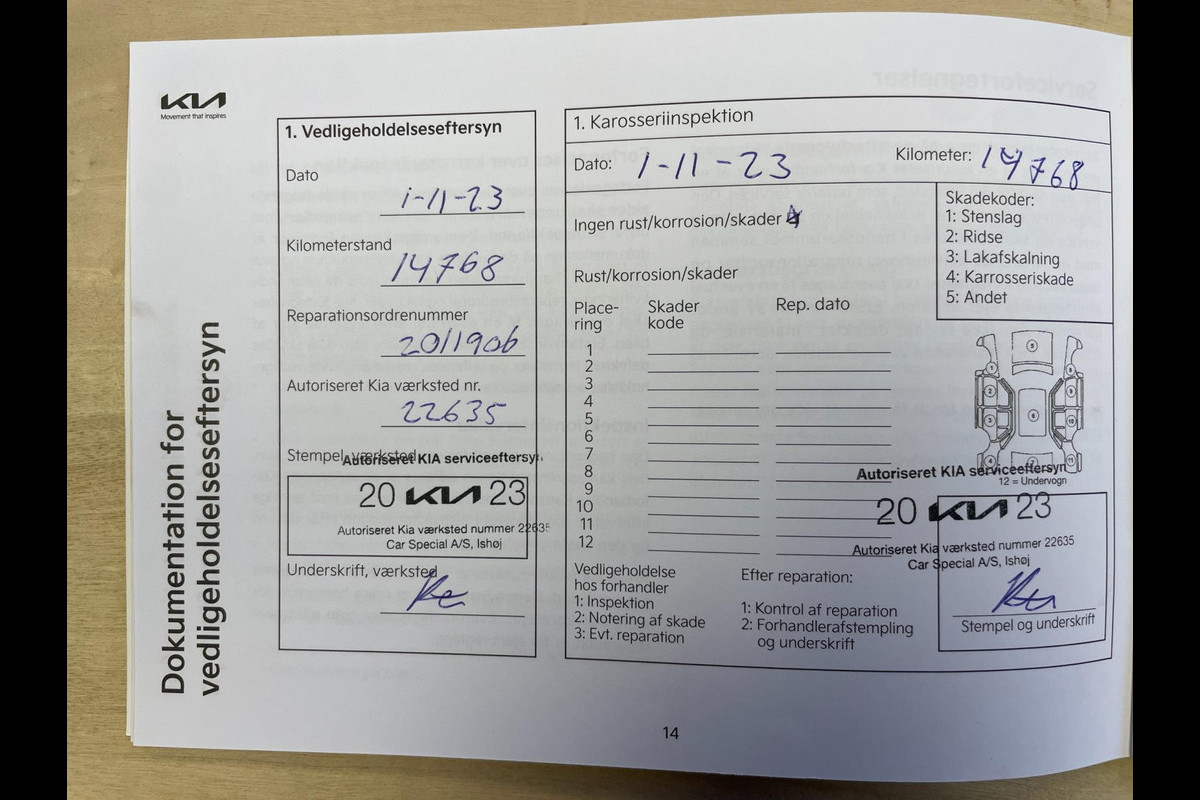 KIA
Movement that inspires
Dokumentation for
vedligeholdelseseftersyn
1. Vedligeholdelseseftersyn
Dato
1-11-23
Kilometerstand
14768
Reparationsordrenummer
2011906
Autoriseret Kia værksted nr.
22635
Stempel, værksted
Autoriseret KIA serviceeftersyn
20 KIA 23
Autoriseret Kia værksted nummer 22635
Car Special A/S, Ishøj
Underskrift, værksted
1. Karosseriinspektion
Dato: 1-11-23 Kilometer: 14768
Ingen rust/korrosion/skader
Rust/korrosion/skader
Place-
ring
Skader
kode
Rep. dato
1
2
3
4
5
6
7
8
9
10
11
12
Skadekoder:
1: Stenslag
2: Ridse
3: Lakafskalning
4: Karrosseriskade
5: Andet
12 = Undervogn
Autoriseret KIA serviceeftersyn
20 KIA 23
Autoriseret Kia værksted nummer 22635
Car Special A/S, Ishøj
Stempel og underskrift
Vedligeholdelse
hos forhandler
1: Inspektion
2: Notering af skade
3: Evt. reparation
Efter reparation:
1: Kontrol af reparation
2: Forhandlerafstempling
og underskrift
14